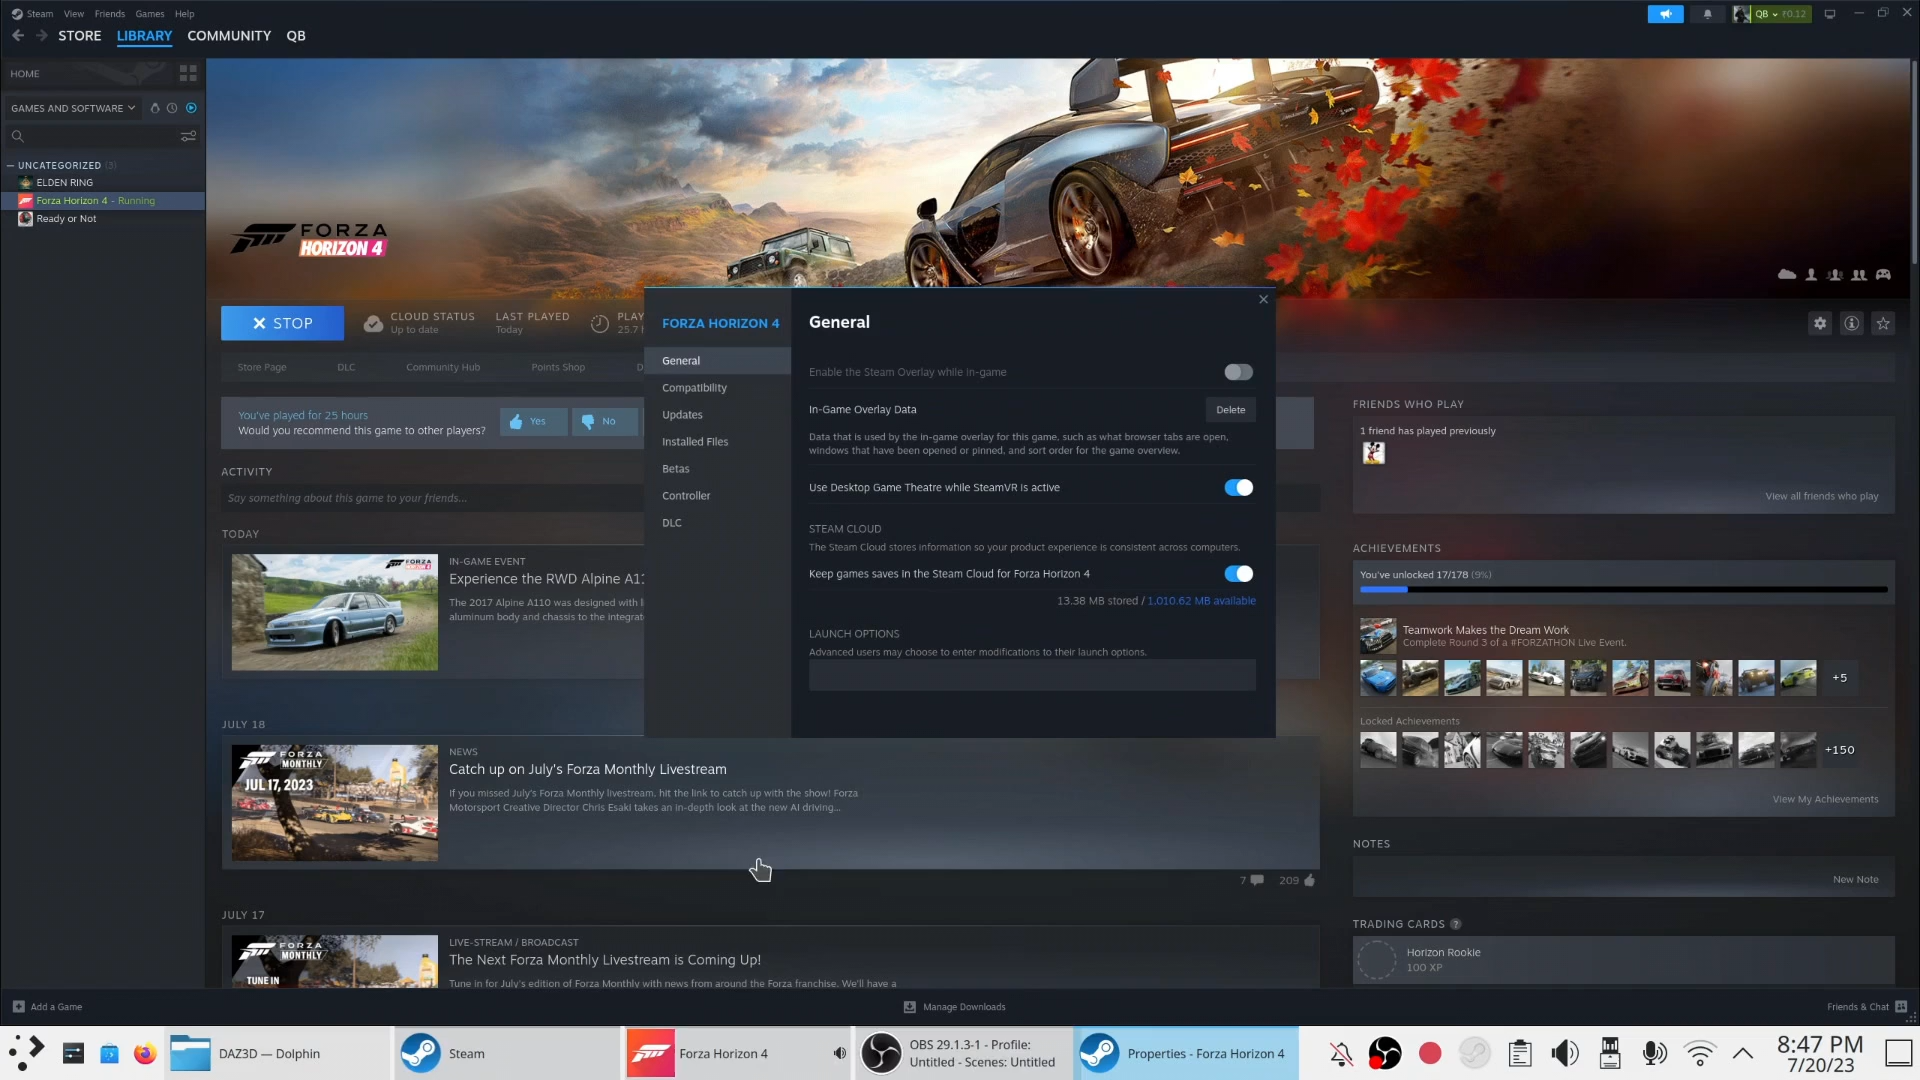 Steam View Friends Games Help
QB ₹0.12
STORE LIBRARY COMMUNITY QB
HOME
GAMES AND SOFTWARE
UNCATEGORIZED (3)
ELDEN RING
Forza Horizon 4 - Running
Ready or Not
FORZA
HORIZON 4
STOP
CLOUD STATUS
Up to date
LAST PLAYED
Today
PLAY
25.7 h
Store Page DLC Community Hub Points Shop D
You've played for 25 hours
Would you recommend this game to other players?
Yes
No
ACTIVITY
Say something about this game to your friends...
TODAY
FORZA
IN-GAME EVENT
Experience the RWD Alpine A11
The 2017 Alpine A110 was designed with li
aluminum body and chassis to the integrat
JULY 18
FORZA
MONTHLY
JUL 17, 2023
NEWS
Catch up on July's Forza Monthly Livestream
If you missed July's Forza Monthly livestream, hit the link to catch up with the show! Forza
Motorsport Creative Director Chris Esaki takes an in-depth look at the new AI driving...
7 209
JULY 17
FORZA
MONTHLY
TUNE IN
LIVE-STREAM / BROADCAST
The Next Forza Monthly Livestream is Coming Up!
Tune in for July's edition of Forza Monthly with news from around the Forza franchise. We'll have a
FORZA HORIZON 4
General
Compatibility
Updates
Installed Files
Betas
Controller
DLC
General
Enable the Steam Overlay while in-game
In-Game Overlay Data
Delete
Data that is used by the in-game overlay for this game, such as what browser tabs are open,
windows that have been opened or pinned, and sort order for the game overview.
Use Desktop Game Theatre while SteamVR is active
STEAM CLOUD
The Steam Cloud stores information so your product experience is consistent across computers.
Keep games saves in the Steam Cloud for Forza Horizon 4
13.38 MB stored / 1,010.62 MB available
LAUNCH OPTIONS
Advanced users may choose to enter modifications to their launch options.
FRIENDS WHO PLAY
1 friend has played previously
View all friends who play
ACHIEVEMENTS
You've unlocked 17/178 (9%)
Teamwork Makes the Dream Work
Complete Round 3 of a #FORZATHON Live Event.
+5
Locked Achievements
+150
View My Achievements
NOTES
New Note
TRADING CARDS ?
Horizon Rookie
100 XP
Add a Game
Manage Downloads
Friends & Chat
DAZ3D — Dolphin
Steam
Forza Horizon 4
OBS 29.1.3-1 - Profile:
Untitled - Scenes: Untitled
Properties - Forza Horizon 4
8:47 PM
7/20/23